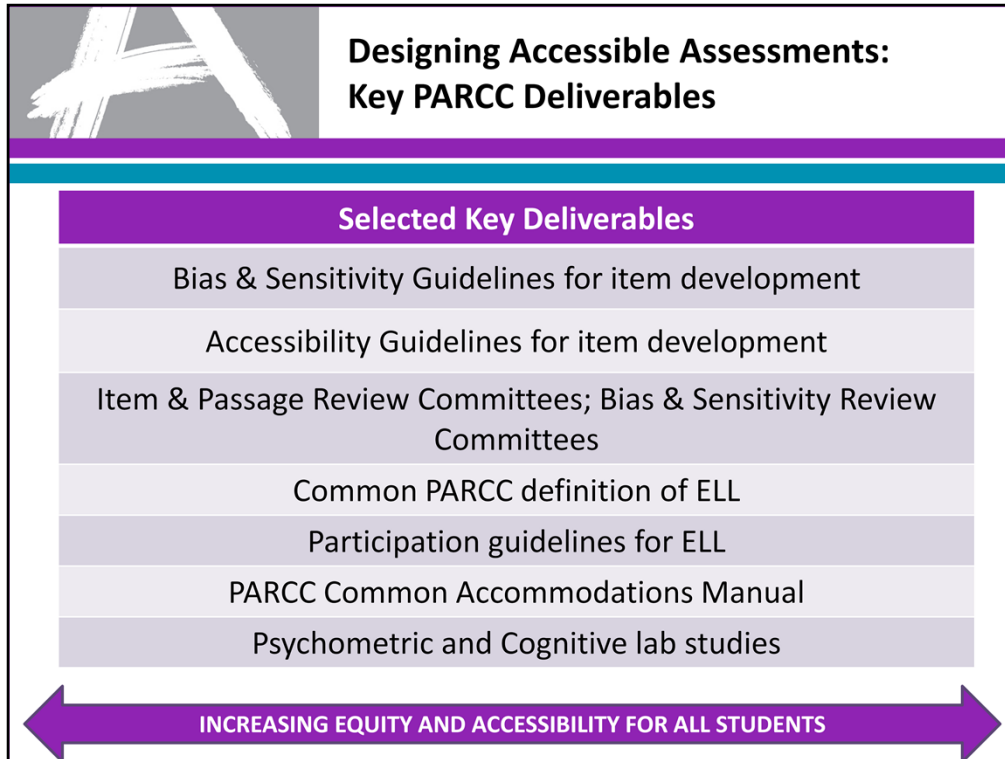 Designing Accessible Assessments:
Key PARCC Deliverables
Selected Key Deliverables
Bias & Sensitivity Guidelines for item development
Accessibility Guidelines for item development
Item & Passage Review Committees; Bias & Sensitivity Review
Committees
Common PARCC definition of ELL
Participation guidelines for ELL
PARCC Common Accommodations Manual
Psychometric and Cognitive lab studies
INCREASING EQUITY AND ACCESSIBILITY FOR ALL STUDENTS